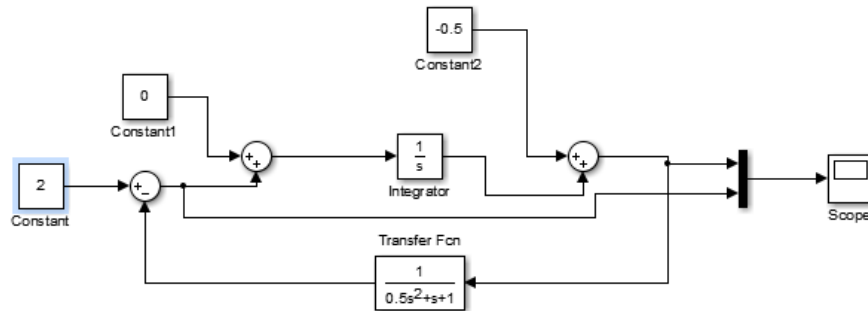 -0.5
Constant2
0
Constant1
1
s
Integrator
2
Constant
Scope
Transfer Fcn
1
0.5s²+s+1